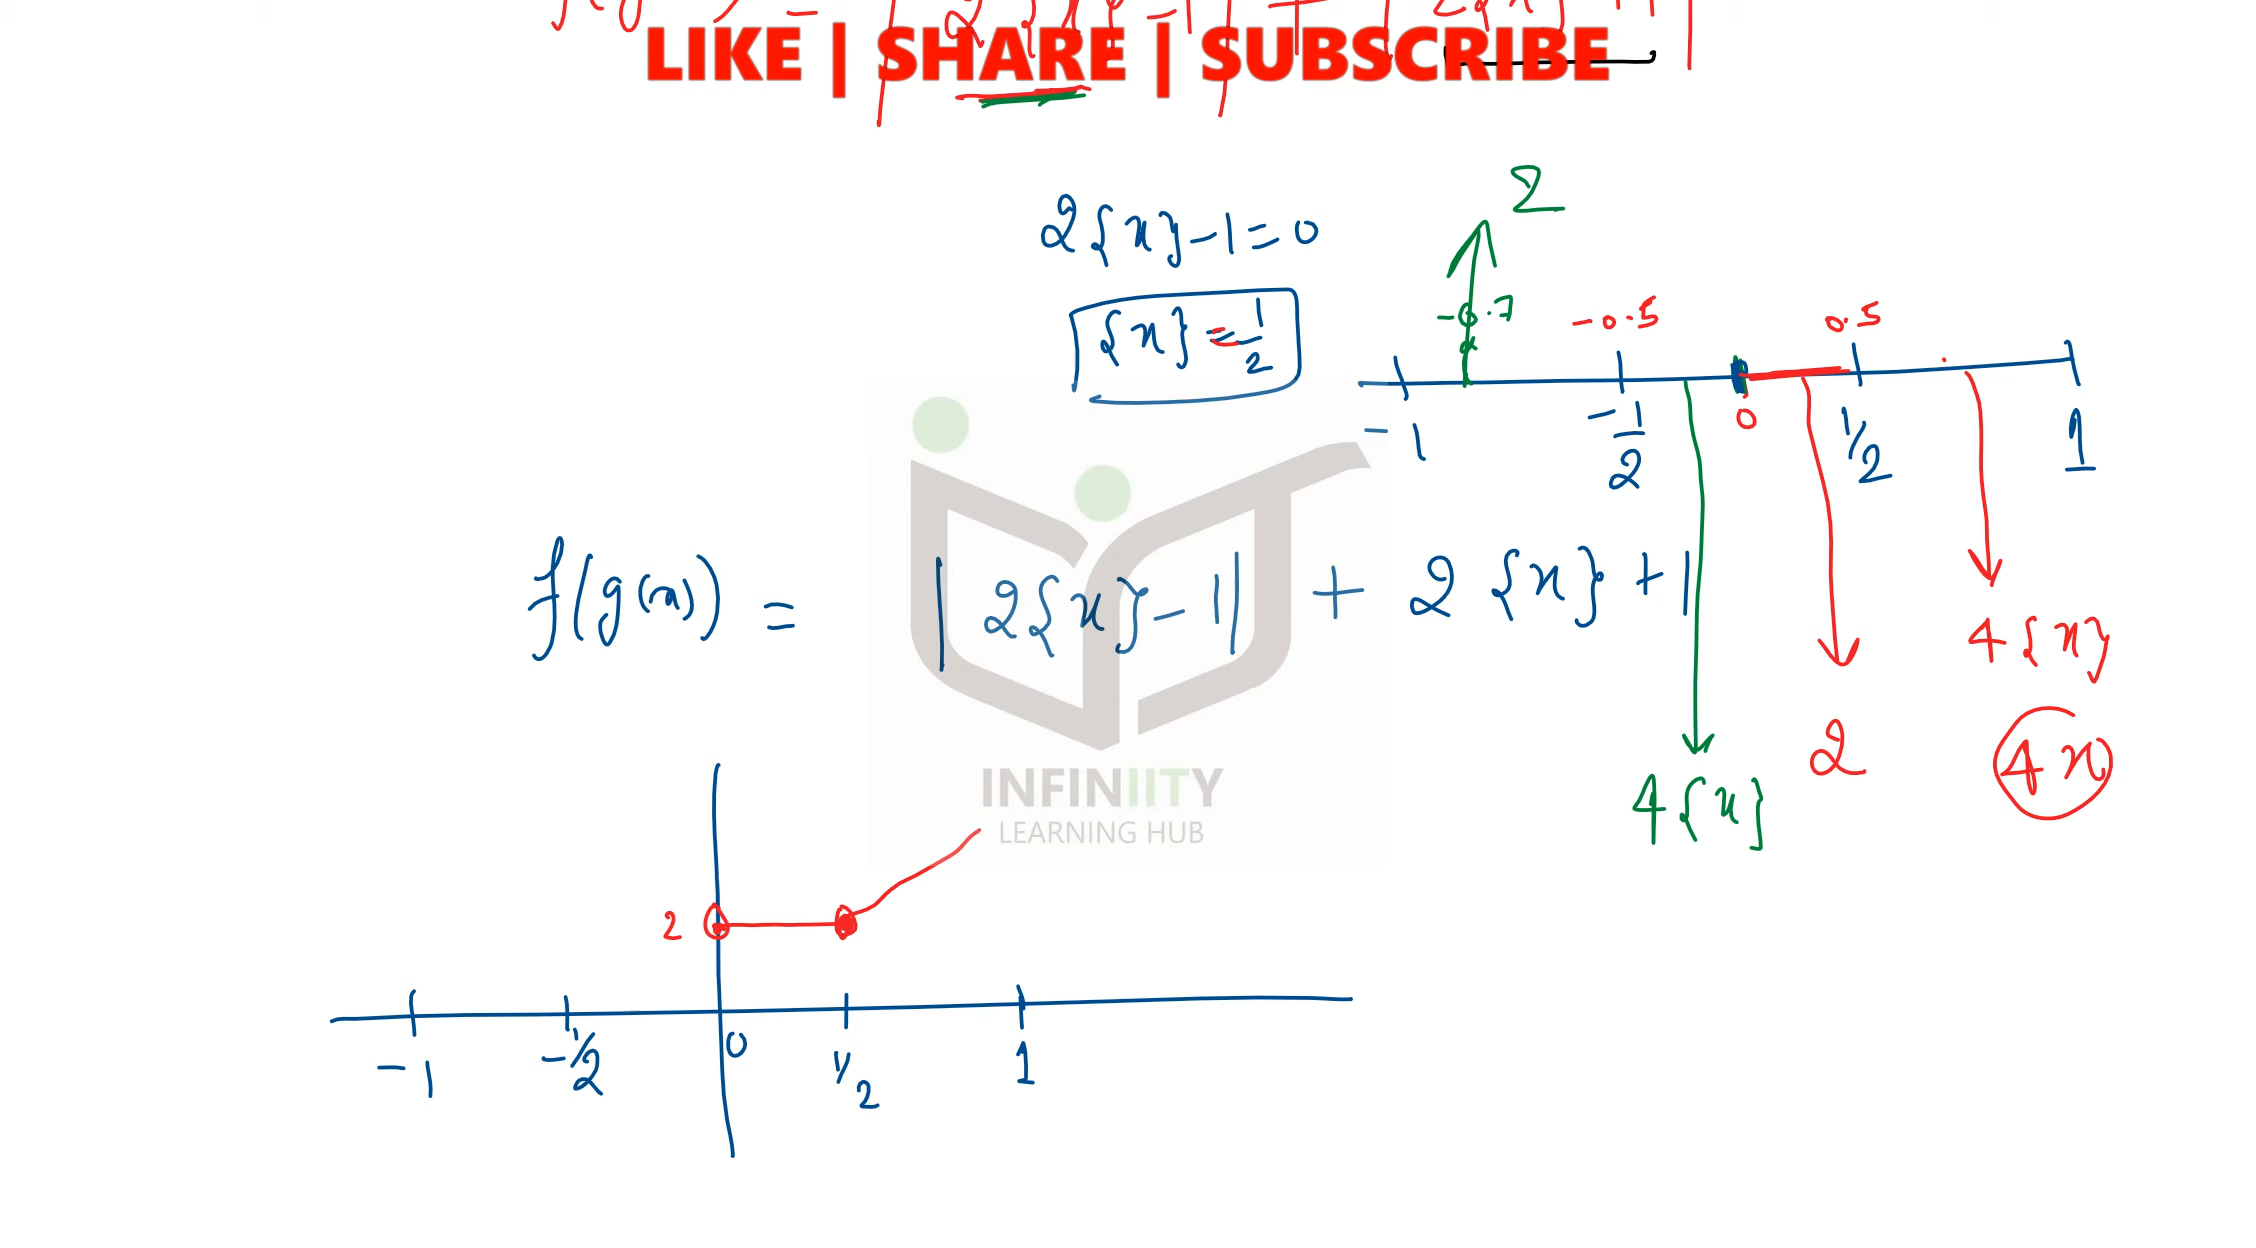 LIKE | SHARE | SUBSCRIBE
2{x}-1=0
{x}=1/2
2
-0.7
-0.5
0.5
-1
-1/2
0
1/2
1
f(g(x)) = |2{x}-1| + 2{x}+1
4{x}
2
4x
4{x}
INFINIITY
LEARNING HUB
2
-1
-1/2
0
1/2
1